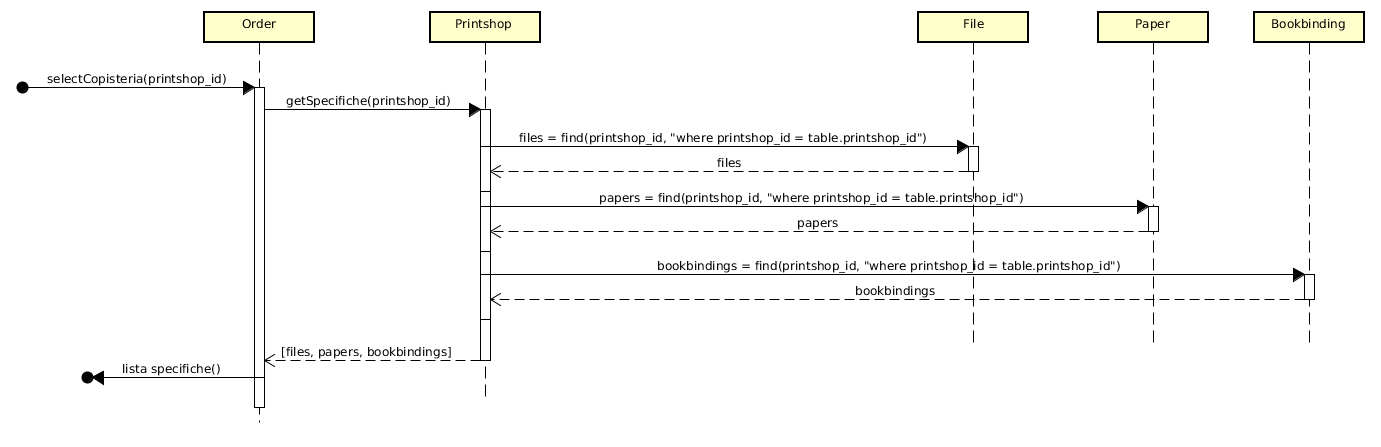 Order
Printshop
File
Paper
Bookbinding
selectCopisteria(printshop_id)
getSpecifiche(printshop_id)
files = find(printshop_id, "where printshop_id = table.printshop_id")
files
papers = find(printshop_id, "where printshop_id = table.printshop_id")
papers
bookbindings = find(printshop_id, "where printshop_id = table.printshop_id")
bookbindings
[files, papers, bookbindings]
lista specifiche()